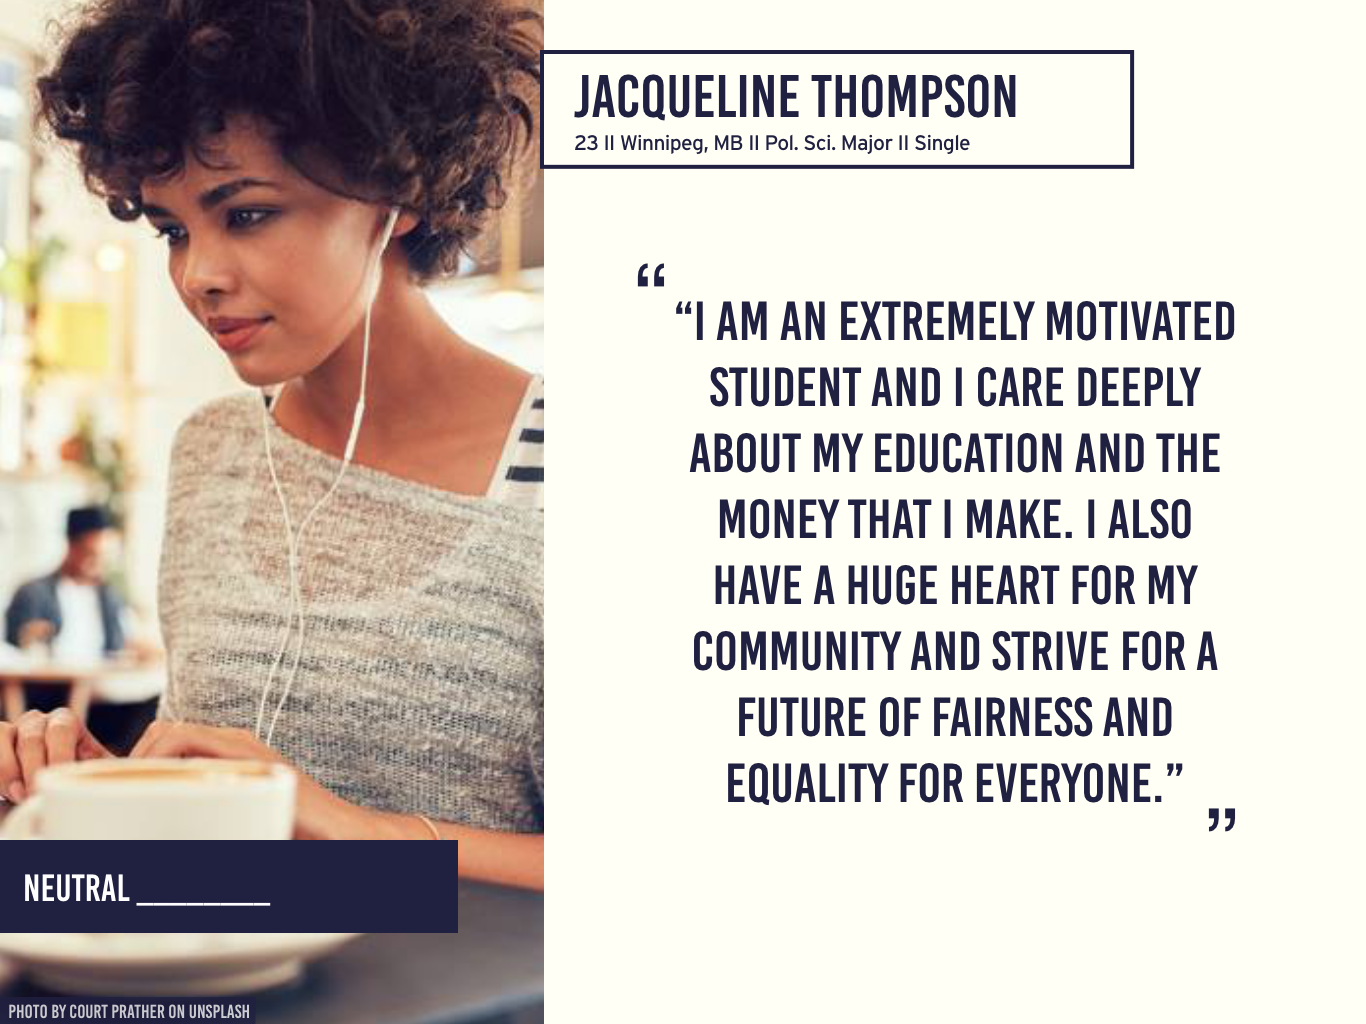 JACQUELINE THOMPSON
23 II Winnipeg, MB II Pol. Sci. Major II Single
“
“I AM AN EXTREMELY MOTIVATED
STUDENT AND I CARE DEEPLY
ABOUT MY EDUCATION AND THE
MONEY THAT I MAKE. I ALSO
HAVE A HUGE HEART FOR MY
COMMUNITY AND STRIVE FOR A
FUTURE OF FAIRNESS AND
EQUALITY FOR EVERYONE.”
”
NEUTRAL ________
PHOTO BY COURT PRATHER ON UNSPLASH